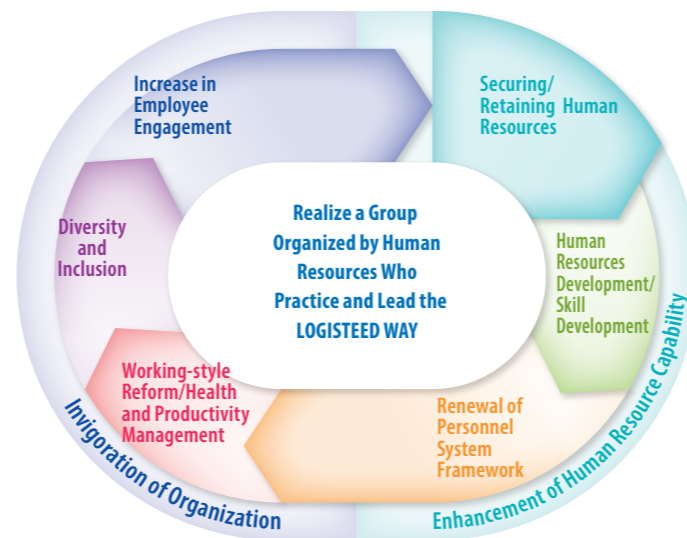 Increase in
Employee
Engagement
Securing/
Retaining Human
Resources
Diversity
and
Inclusion
Realize a Group
Organized by Human
Resources Who
Practice and Lead the
LOGISTEED WAY
Human
Resources
Development/
Skill
Development
Working-style
Reform/Health
and Productivity
Management
Renewal of
Personnel
System
Framework
Invigoration of Organization
Enhancement of Human Resource Capability